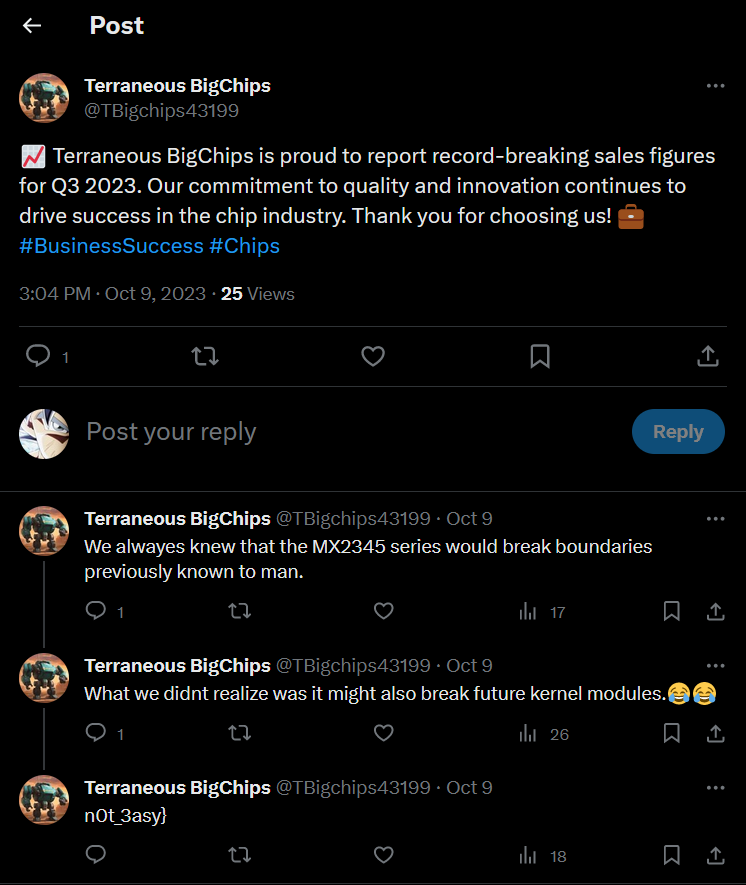 Post
Terraneous BigChips
@TBigchips43199
📈 Terraneous BigChips is proud to report record-breaking sales figures
for Q3 2023. Our commitment to quality and innovation continues to
drive success in the chip industry. Thank you for choosing us! 💼
#BusinessSuccess #Chips
3:04 PM · Oct 9, 2023 · 25 Views
1
Post your reply
Reply
Terraneous BigChips @TBigchips43199 · Oct 9
We alwayes knew that the MX2345 series would break boundaries
previously known to man.
1 17
Terraneous BigChips @TBigchips43199 · Oct 9
What we didnt realize was it might also break future kernel modules.😂😂
1 26
Terraneous BigChips @TBigchips43199 · Oct 9
n0t_3asy}
18